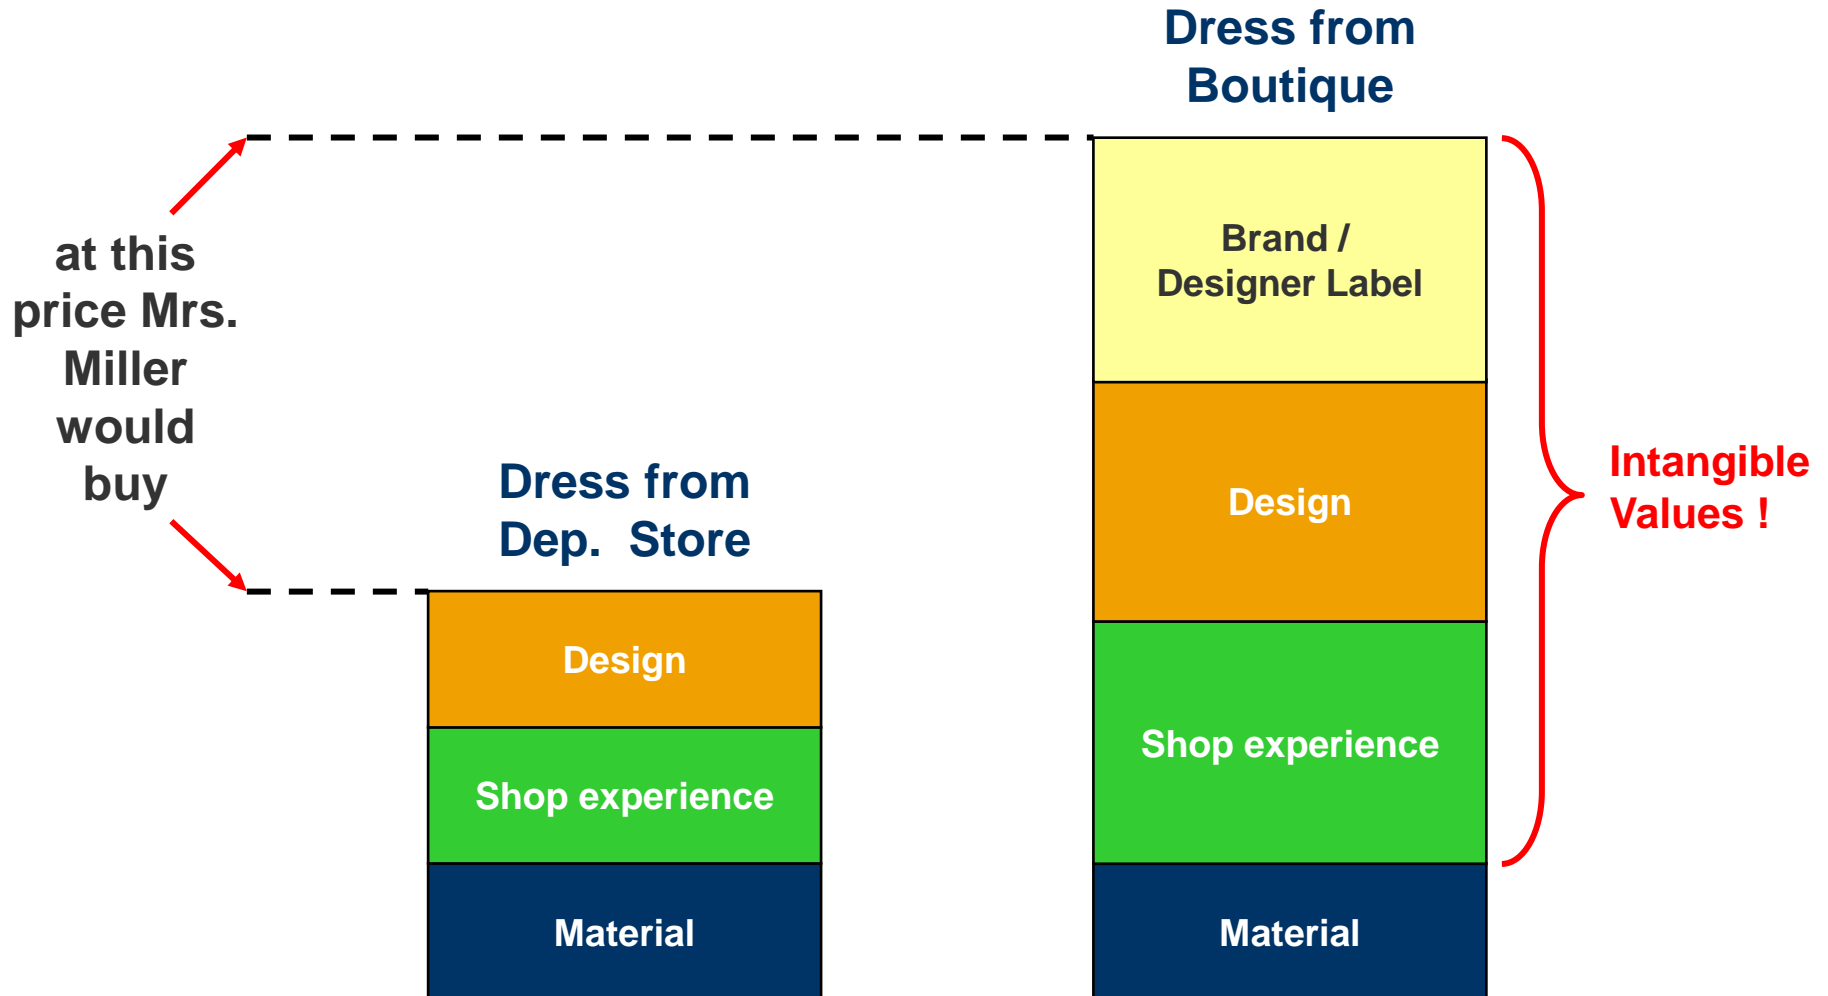 Dress from
Boutique
at this
price Mrs.
Miller
would
buy
Dress from
Dep.  Store
Design
Shop experience
Material
Brand /
Designer Label
Design
Shop experience
Material
Intangible
Values !